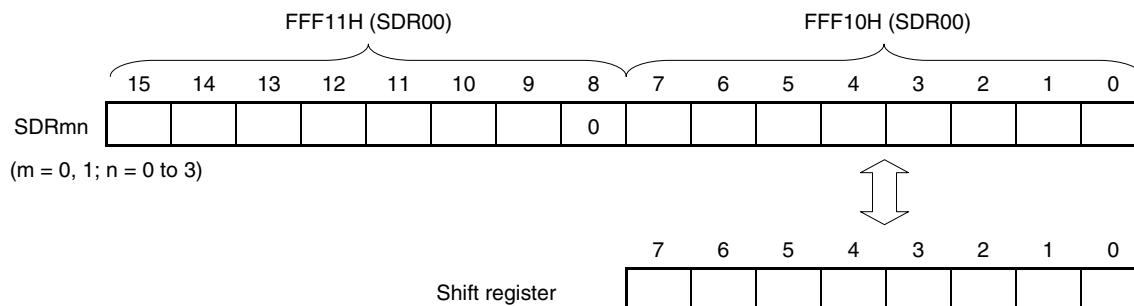 FFF11H (SDR00) FFF10H (SDR00)
15 14 13 12 11 10 9 8 7 6 5 4 3 2 1 0
SDRmn 0
(m = 0, 1; n = 0 to 3)
7 6 5 4 3 2 1 0
Shift register